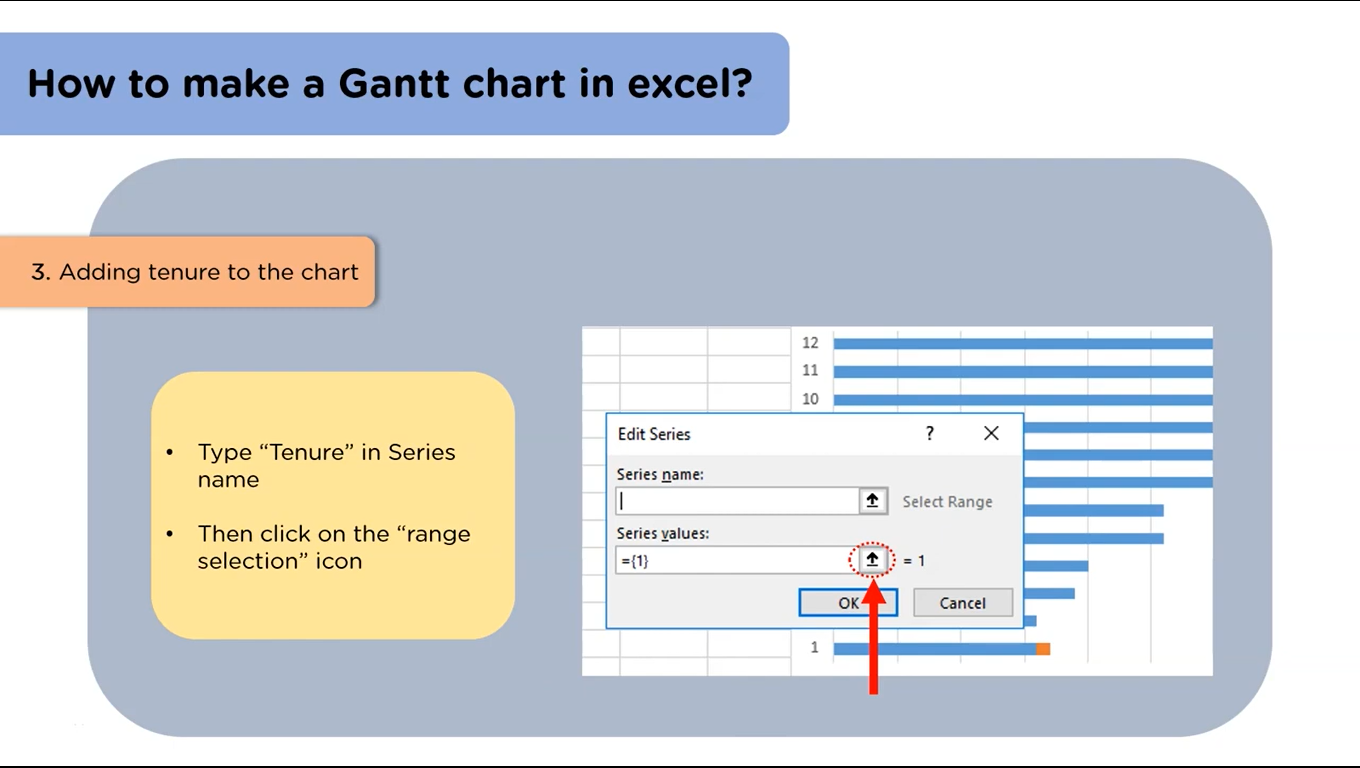 How to make a Gantt chart in excel?
3. Adding tenure to the chart
• Type “Tenure” in Series
name
• Then click on the “range
selection” icon
12
11
10
Edit Series ?
Series name:
Select Range
Series values:
={1} = 1
OK Cancel
1